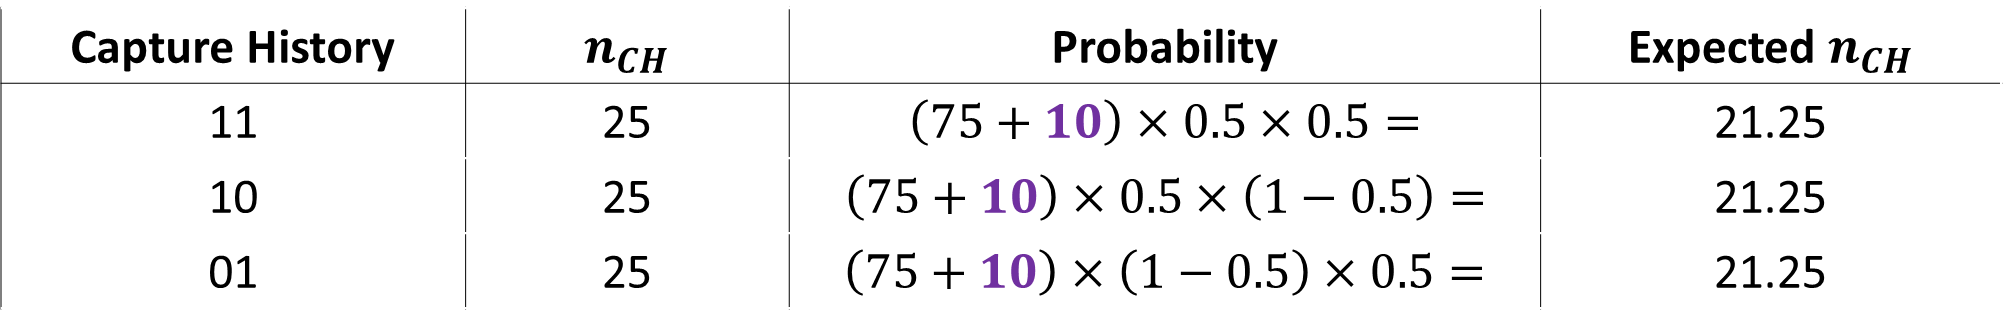 Capture History n_CH Probability Expected n_CH
11 25 (75 + 10) × 0.5 × 0.5 = 21.25
10 25 (75 + 10) × 0.5 × (1 − 0.5) = 21.25
01 25 (75 + 10) × (1 − 0.5) × 0.5 = 21.25